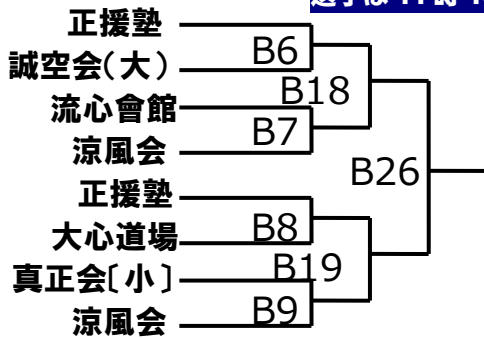 正援塾
B6
誠空会(大)
B18
流心會館
B7
涼風会
B26
正援塾
B8
大心道場
B19
真正会〔小〕
B9
涼風会